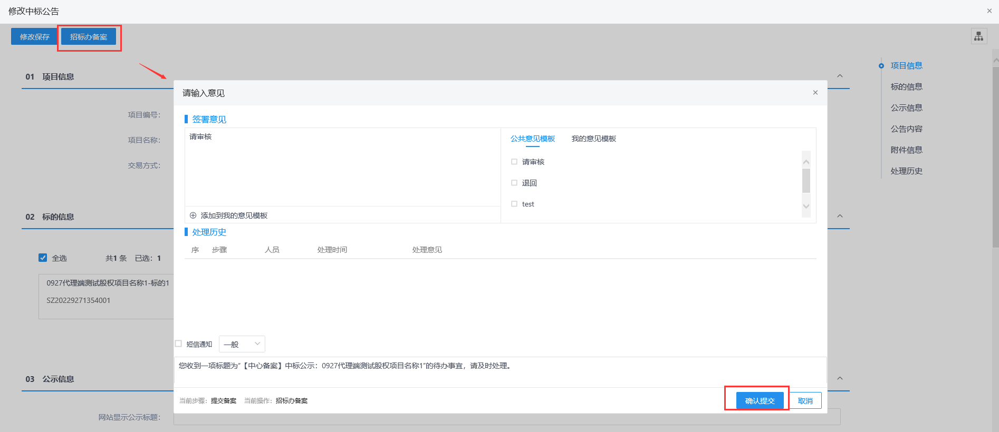 修改中标公告
修改保存
招标办备案
01 项目信息
项目编号：
项目名称：
交易方式：
02 标的信息
全选 共1 条 已选：1
0927代理端测试股权项目名称1-标的1
SZ20229271354001
03 公示信息
网站显示公示标题：
请输入意见
签署意见
请审核
添加到我的意见模板
公共意见模板 我的意见模板
请审核
退回
test
处理历史
序 步骤 人员 处理时间 处理意见
短信通知 一般
您收到一项标题为"【中心备案】中标公示：0927代理端测试股权项目名称1"的待办事宜，请及时处理。
当前步骤：提交备案 当前操作：招标办备案
确认提交 取消
项目信息
标的信息
公示信息
公告内容
附件信息
处理历史